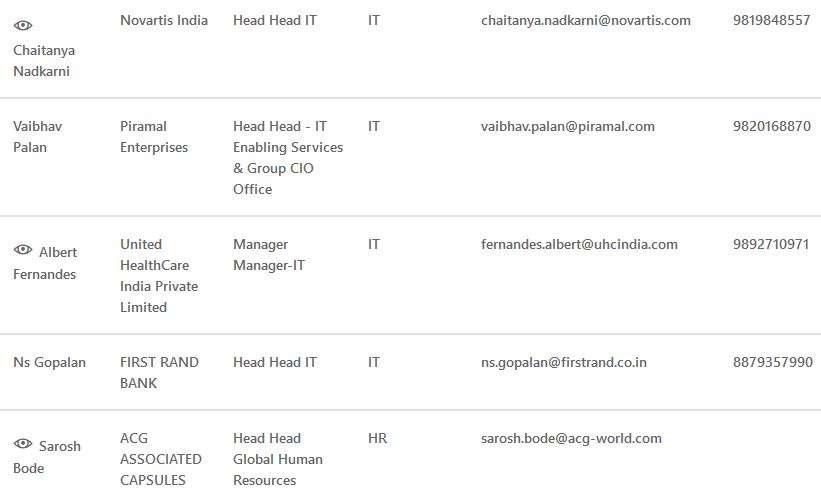 Chaitanya Nadkarni Novartis India Head Head IT IT chaitanya.nadkarni@novartis.com 9819848557
Vaibhav Palan Piramal Enterprises Head Head - IT Enabling Services & Group CIO Office IT vaibhav.palan@piramal.com 9820168870
Albert Fernandes United HealthCare India Private Limited Manager Manager-IT IT fernandes.albert@uhcindia.com 9892710971
Ns Gopalan FIRST RAND BANK Head Head IT IT ns.gopalan@firstrand.co.in 8879357990
Sarosh Bode ACG ASSOCIATED CAPSULES Head Head Global Human Resources HR sarosh.bode@acg-world.com